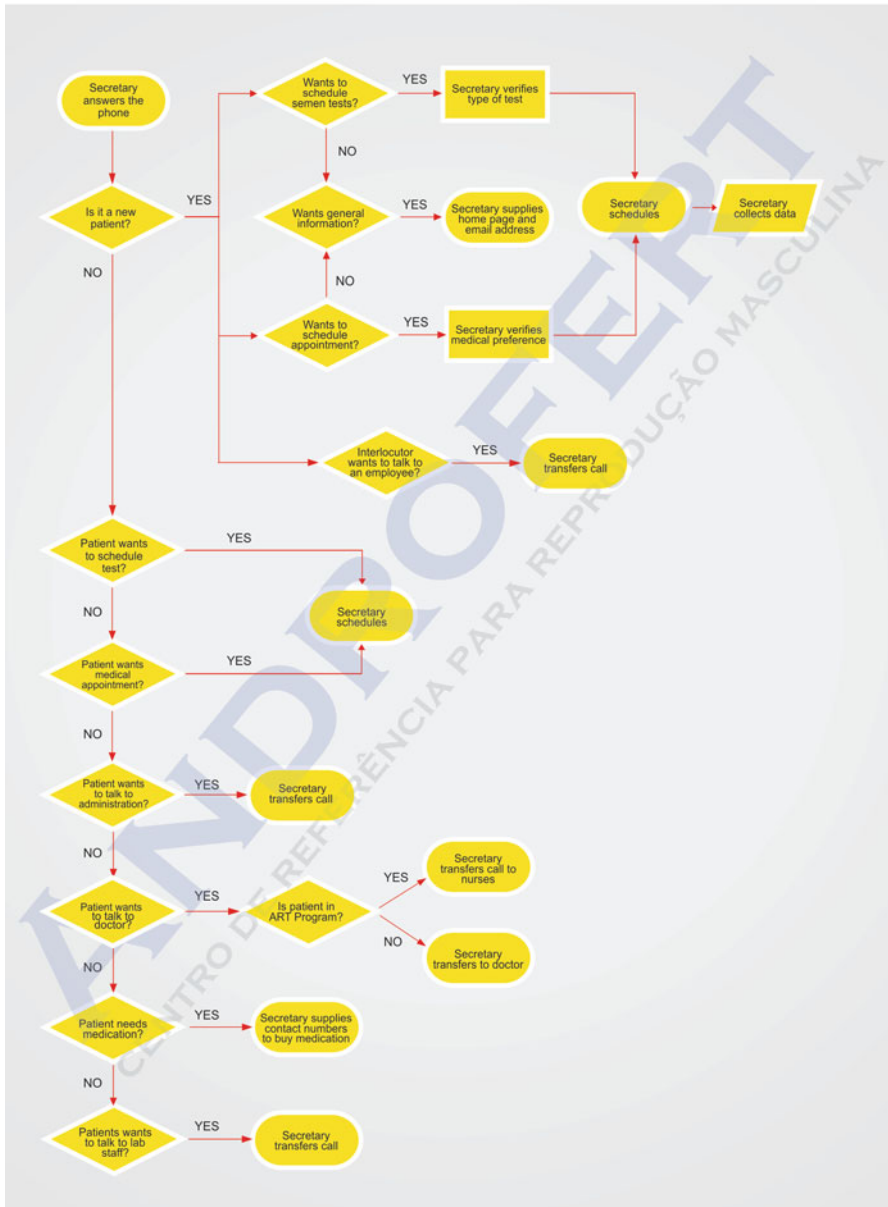 Secretary
answers the
phone
Wants to
schedule
semen tests?
YES
Secretary verifies
type of test
NO
Is it a new
patient?
YES
Wants general
information?
YES
Secretary supplies
home page and
email address
Secretary
schedules
Secretary
collects data
NO
NO
Wants to
schedule
appointment?
YES
Secretary verifies
medical preference
Interlocutor
wants to talk to
an employee?
YES
Secretary
transfers call
Patient wants
to schedule
test?
YES
NO
Secretary
schedules
Patient wants
medical
appointment?
YES
NO
Patient wants
to talk to
administration?
YES
Secretary
transfers call
NO
Patient wants
to talk to
doctor?
YES
Is patient in
ART Program?
YES
Secretary
transfers call to
nurses
NO
Secretary
transfers to doctor
NO
Patient needs
medication?
YES
Secretary supplies
contact numbers
to buy medication
NO
Patients wants
to talk to lab
staff?
YES
Secretary
transfers call
ANDROFERT
CENTRO DE REFERÊNCIA PARA REPRODUÇÃO MASCULINA